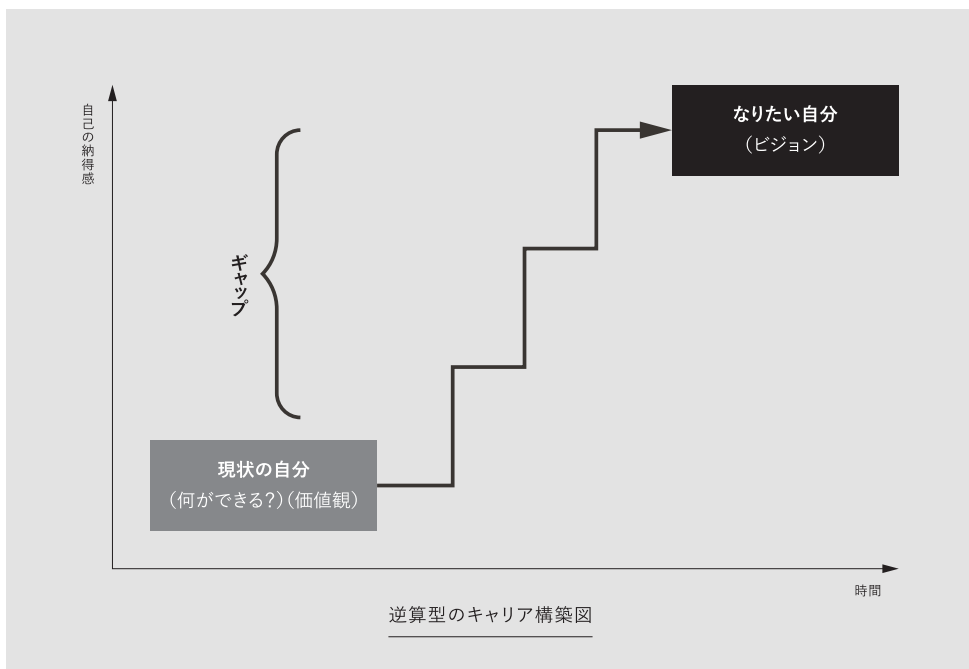 自己の納得感
なりたい自分
（ビジョン）
ギャップ
現状の自分
（何ができる？）（価値観）
時間
逆算型のキャリア構築図